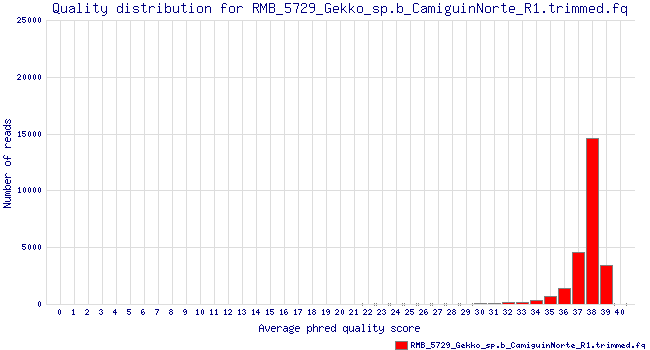 Quality distribution for RMB_5729_Gekko_sp.b_CamiguinNorte_R1.trimmed.fq
25000
20000
15000
10000
5000
0
Number of reads
0 1 2 3 4 5 6 7 8 9 10 11 12 13 14 15 16 17 18 19 20 21 22 23 24 25 26 27 28 29 30 31 32 33 34 35 36 37 38 39 40
Average phred quality score
RMB_5729_Gekko_sp.b_CamiguinNorte_R1.trimmed.fq